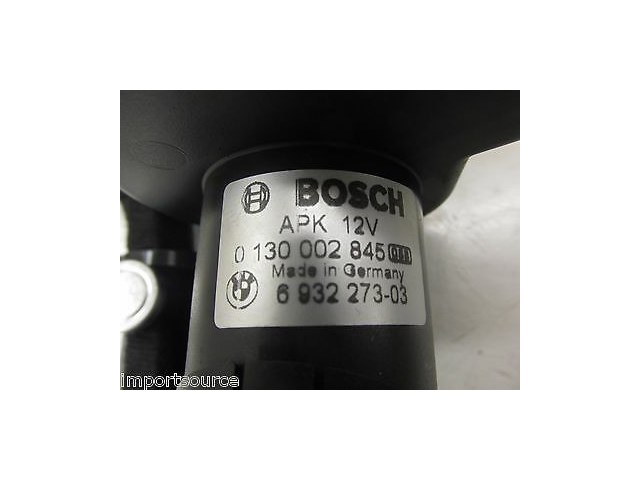 BOSCH
APK 12V
0 130 002 845
Made in Germany
6 932 273-03
importsource